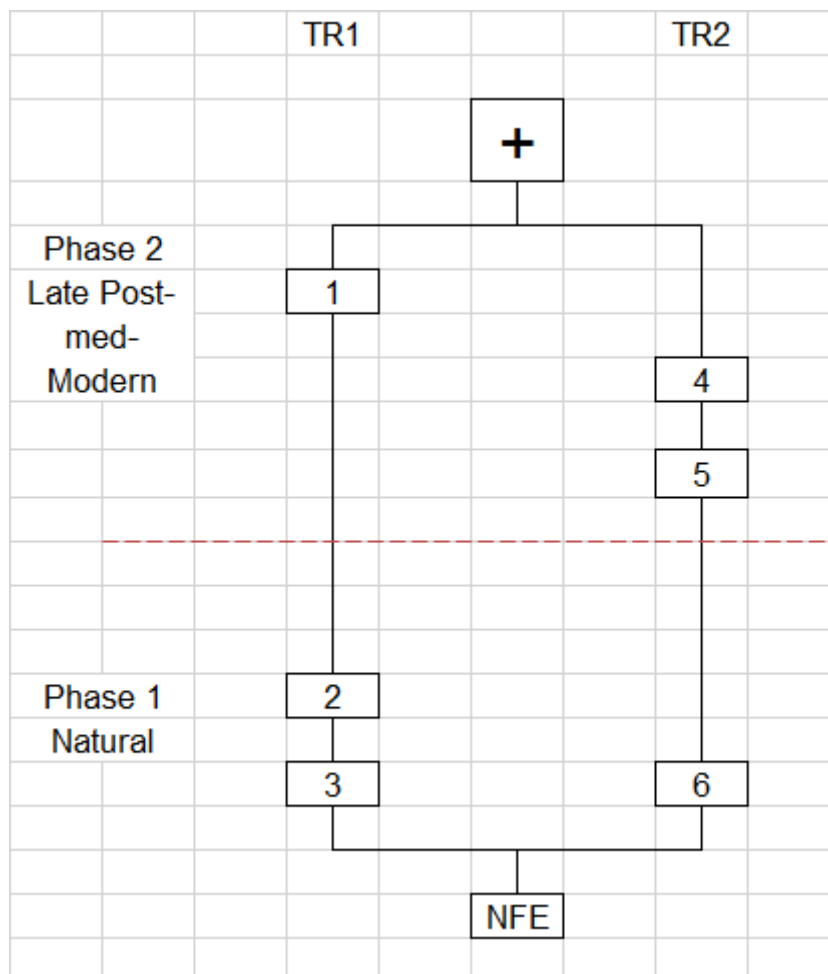 TR1 TR2
+
Phase 2
Late Post-
med-
Modern
1
4
5
Phase 1
Natural
2
3 6
NFE